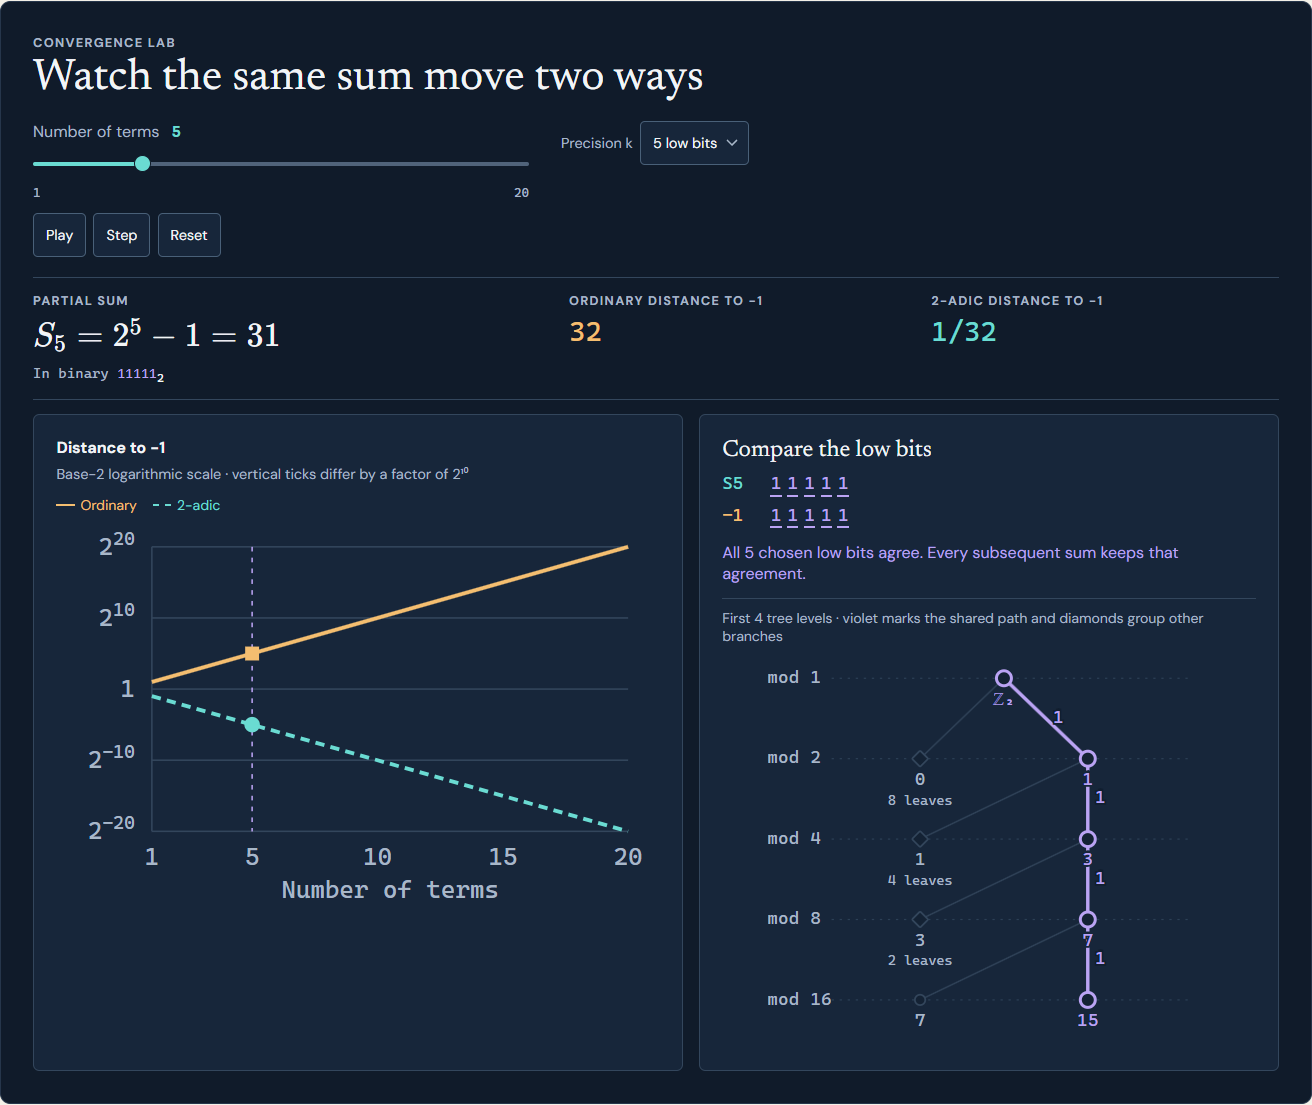 CONVERGENCE LAB
Watch the same sum move two ways
Number of terms 5
Precision k 5 low bits
1 20
Play Step Reset
PARTIAL SUM
S₅ = 2⁵ − 1 = 31
In binary 11111₂
ORDINARY DISTANCE TO −1
32
2-ADIC DISTANCE TO −1
1/32
Distance to −1
Base-2 logarithmic scale · vertical ticks differ by a factor of 2¹⁰
Ordinary 2-adic
2²⁰
2¹⁰
1
2⁻¹⁰
2⁻²⁰
1 5 10 15 20
Number of terms
Compare the low bits
S5 1 1 1 1 1
−1 1 1 1 1 1
All 5 chosen low bits agree. Every subsequent sum keeps that
agreement.
First 4 tree levels · violet marks the shared path and diamonds group other
branches
mod 1
ℤ₂
1
mod 2
0 1
8 leaves 1
mod 4
1 3
4 leaves 1
mod 8
3 7
2 leaves 1
mod 16
7 15